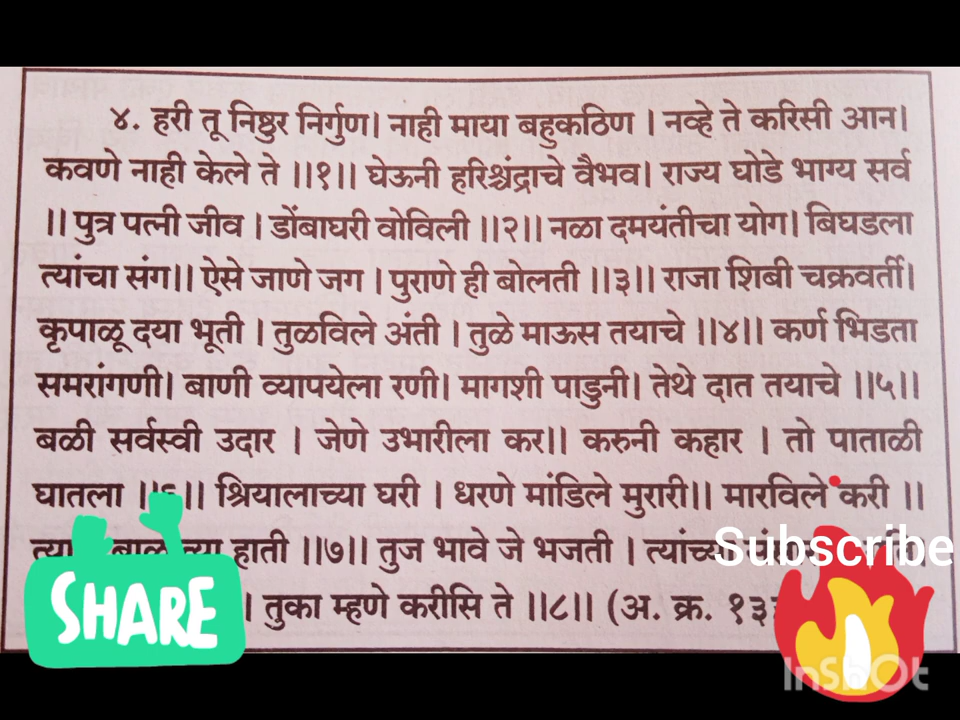 ४. हरी तू निष्ठुर निर्गुण। नाही माया बहुकठिण । नव्हे ते करिसी आन।
कवणे नाही केले ते ।।१।। घेऊनी हरिश्चंद्राचे वैभव। राज्य घोडे भाग्य सर्व
।। पुत्र पत्नी जीव । डोंबाघरी वोविली ।।२।। नळा दमयंतीचा योग। बिघडला
त्यांचा संग।। ऐसे जाणे जग । पुराणे ही बोलती ।।३।। राजा शिबी चक्रवर्ती।
कृपाळू दया भूती । तुळविले अंती । तुळे माऊस तयाचे ।।४।। कर्ण भिडता
समरांगणी। बाणी व्यापयेला रणी। मागशी पाडुनी। तेथे दात तयाचे ।।५।।
बळी सर्वस्वी उदार । जेणे उभारीला कर।। करुनी कहार । तो पाताळी
घातला ।।६।। श्रियालाच्या घरी । धरणे मांडिले मुरारी।। मारविले करी ।।
हाती ।।७।। तुज भावे जे भजती । त्यांच्या
Subscribe
। तुका म्हणे करीसि ते ।।८।। (अ. क्र.
SHARE
InShOt